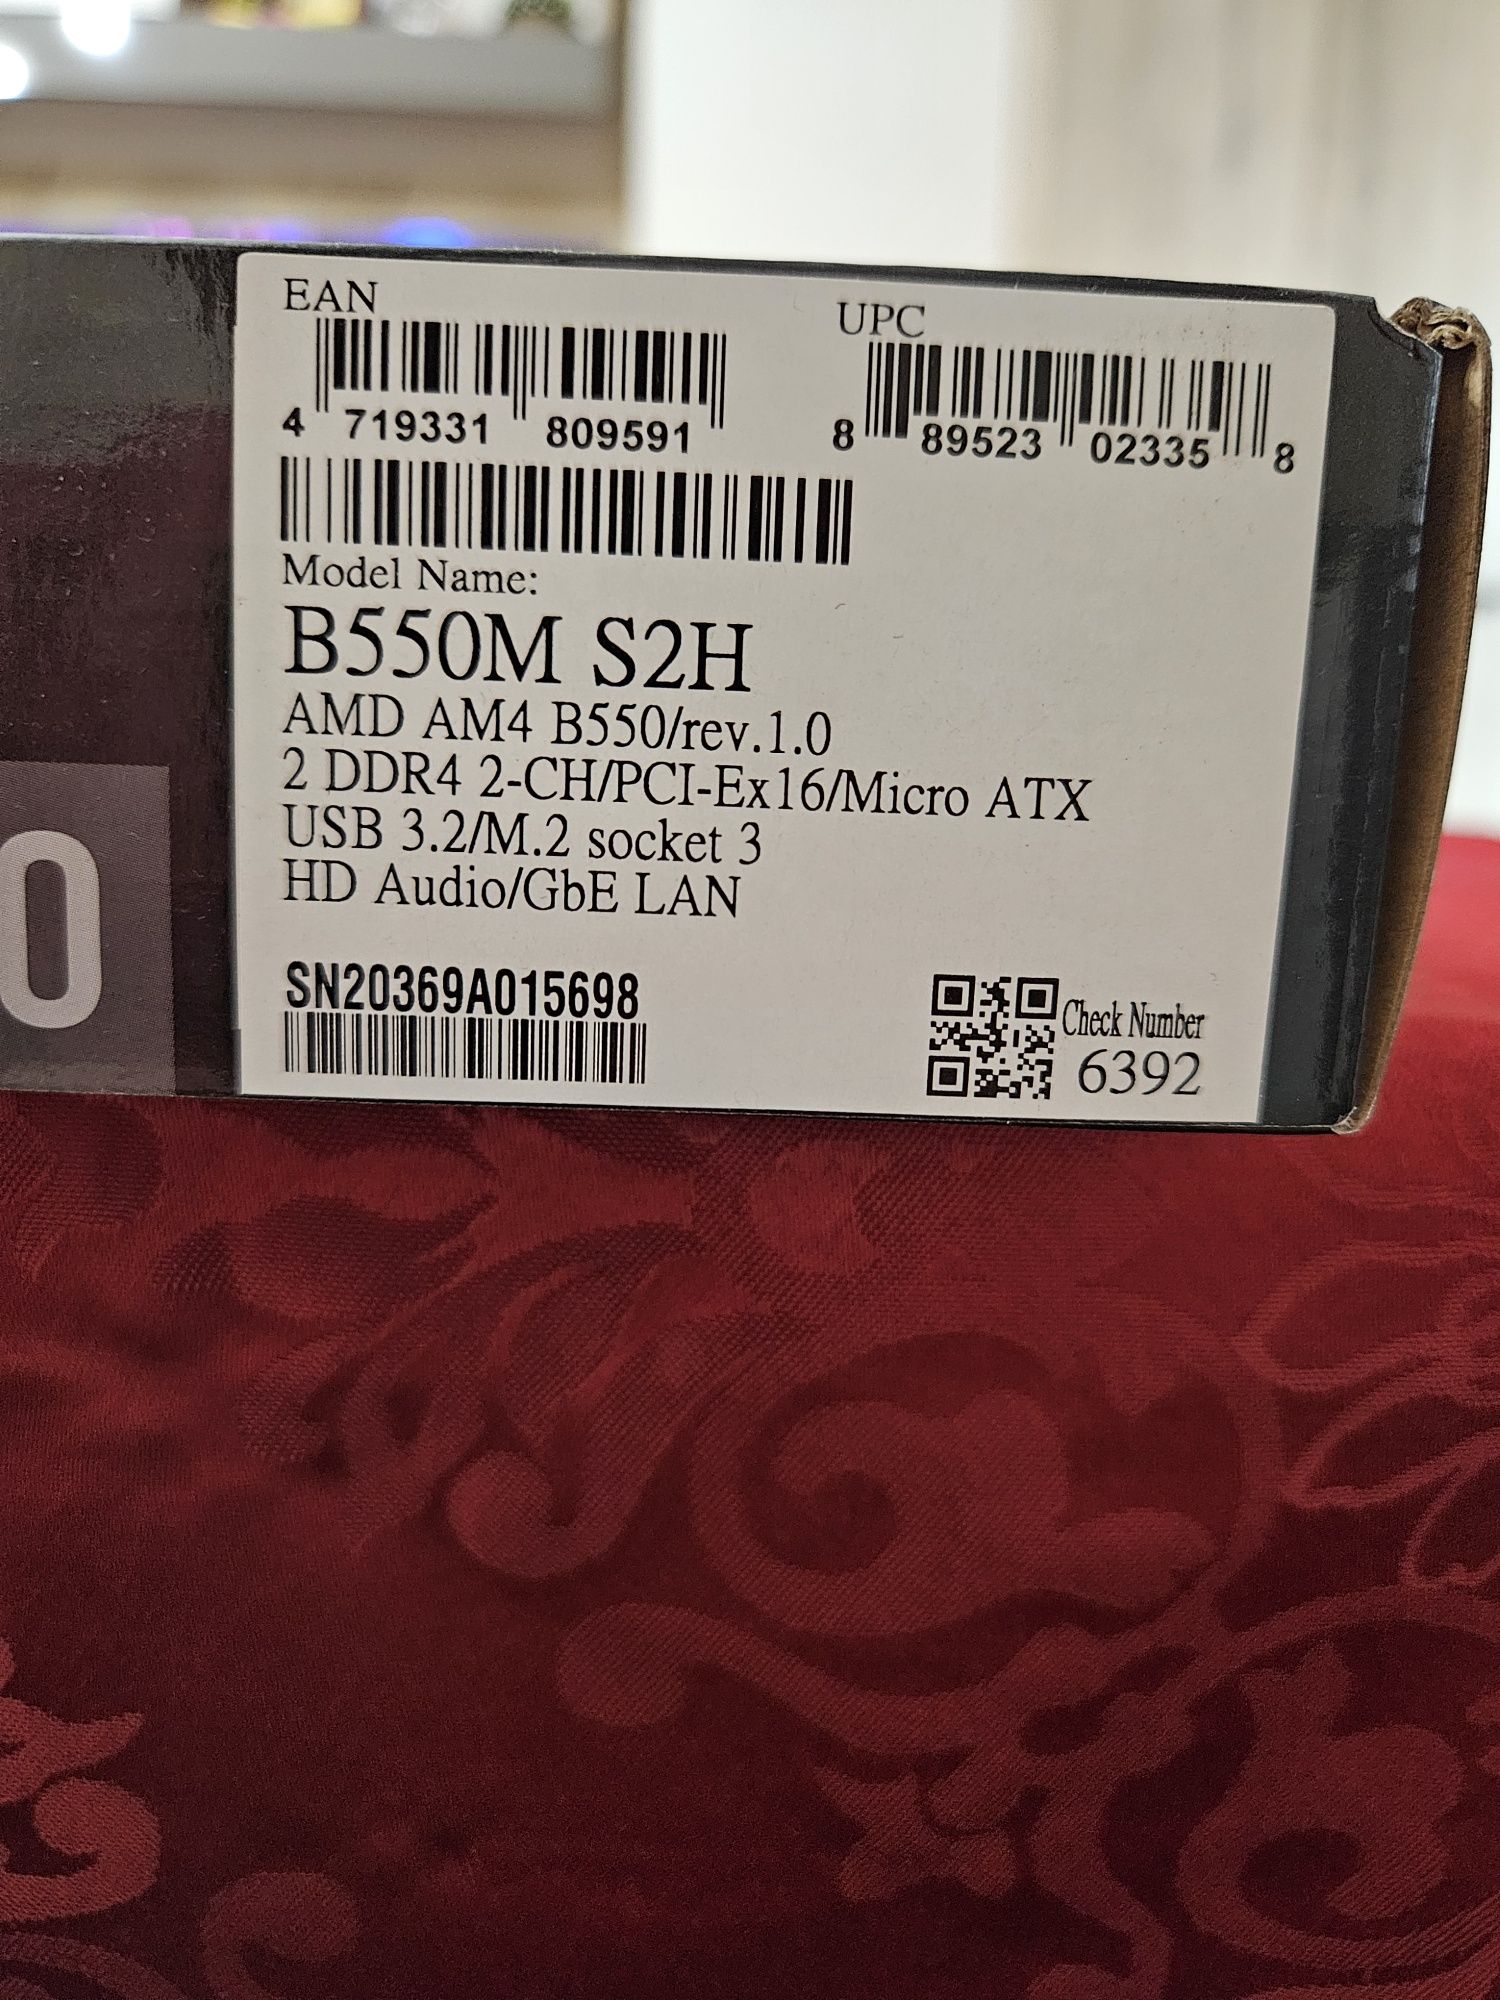 EAN
UPC
4 719331 809591
8 89523 02335 8
Model Name:
B550M S2H
AMD AM4 B550/rev.1.0
2 DDR4 2-CH/PCI-Ex16/Micro ATX
USB 3.2/M.2 socket 3
HD Audio/GbE LAN
0
SN20369A015698
Check Number
6392